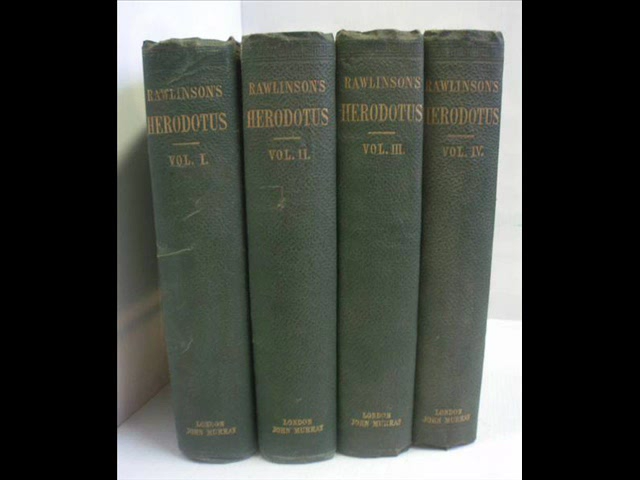 RAWLINSON'S
HERODOTUS
VOL. I.
LONDON
JOHN MURRAY
RAWLINSON'S
HERODOTUS
VOL. II.
LONDON
JOHN MURRAY
RAWLINSON'S
HERODOTUS
VOL. III.
LONDON
JOHN MURRAY
RAWLINSON'S
HERODOTUS
VOL. IV.
LONDON
JOHN MURRAY